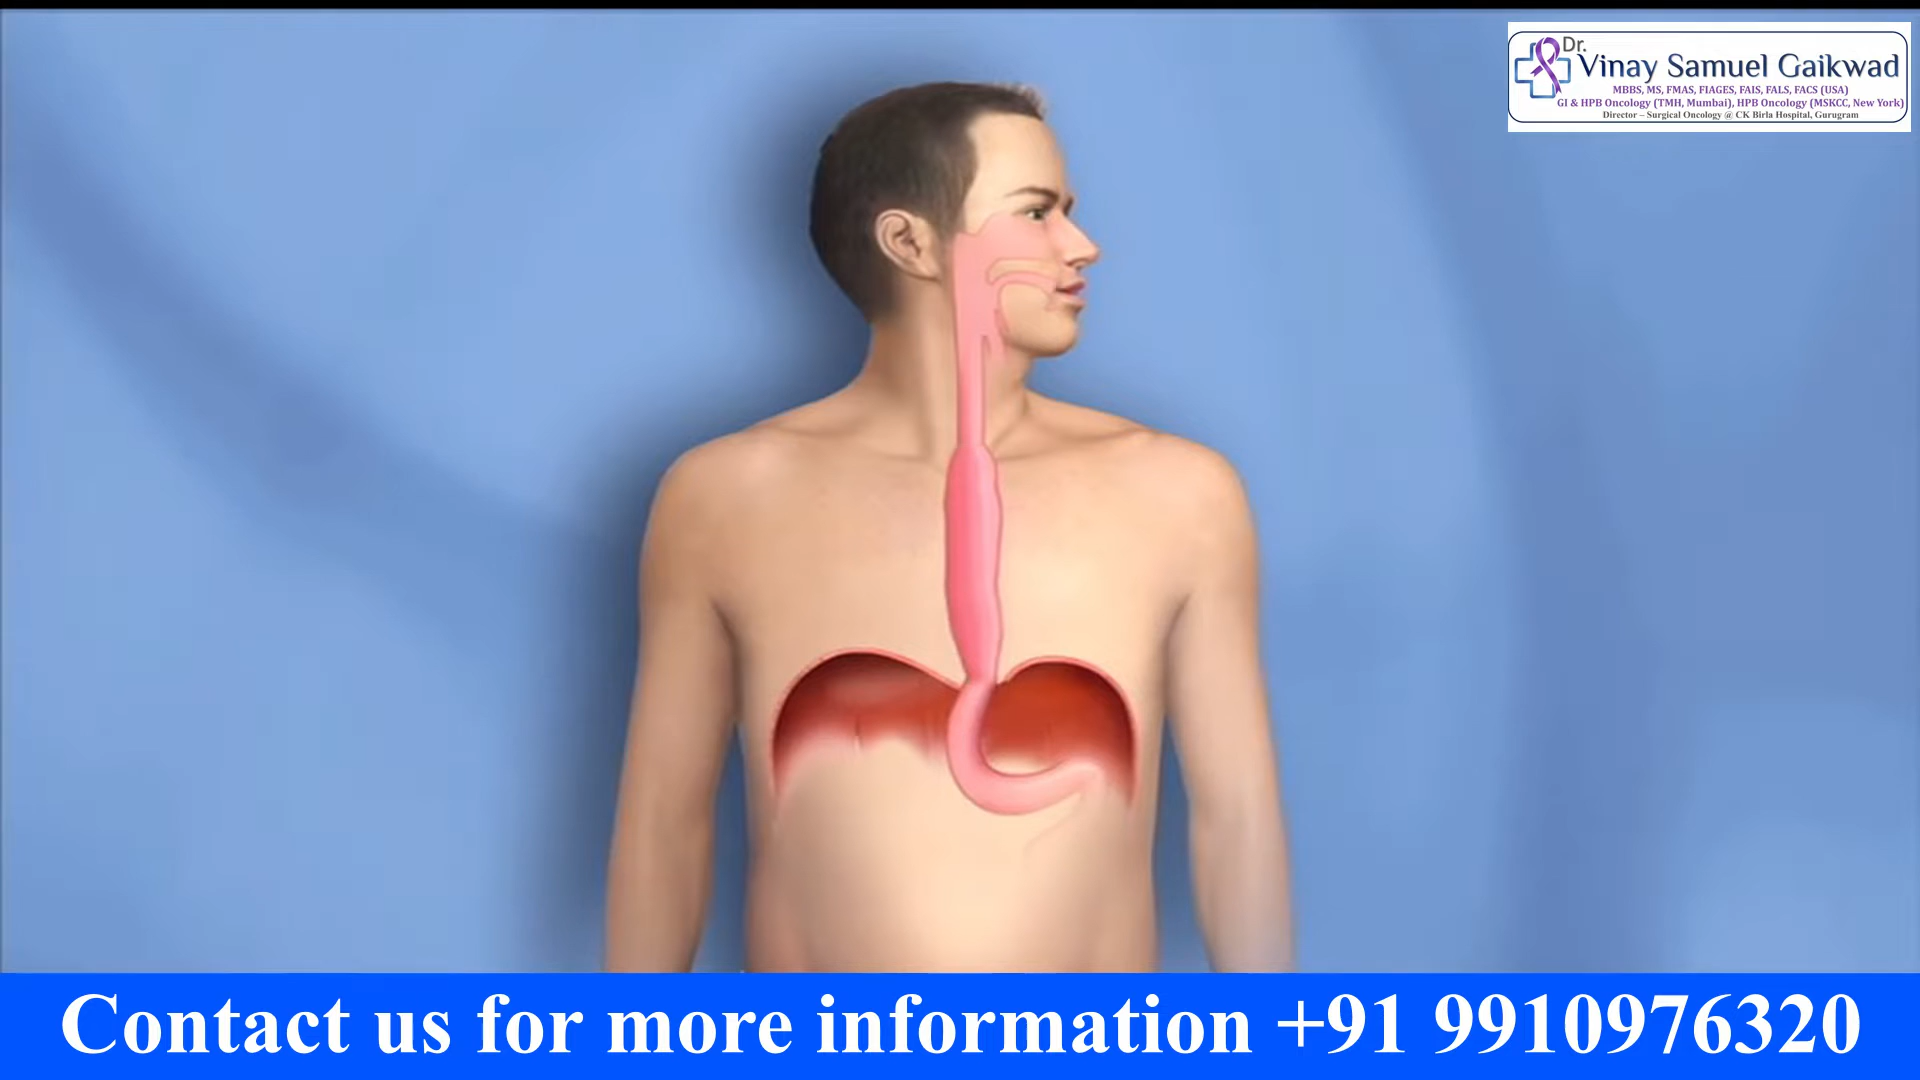 Dr.
Vinay Samuel Gaikwad
MBBS, MS, FMAS, FIAGES, FAIS, FALS, FACS (USA)
GI & HPB Oncology (TMH, Mumbai), HPB Oncology (MSKCC, New York)
Director – Surgical Oncology @ CK Birla Hospital, Gurugram
Contact us for more information +91 9910976320